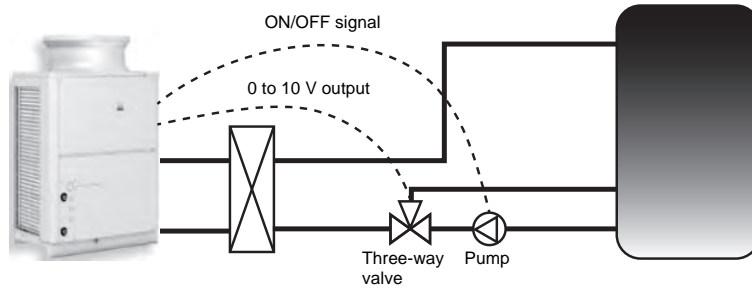 ON/OFF signal
0 to 10 V output
Three-way
valve
Pump